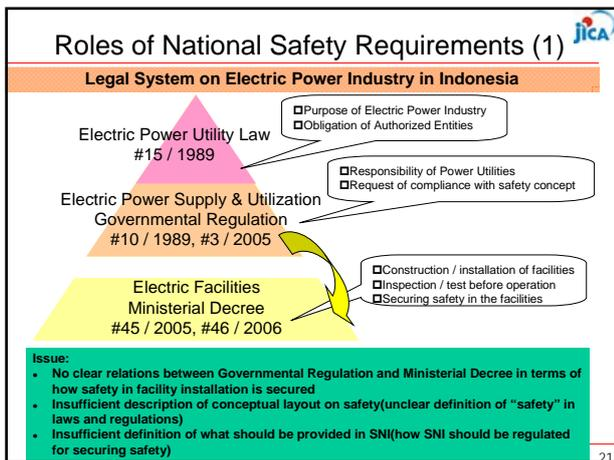 Roles of National Safety Requirements (1)
jICA
Legal System on Electric Power Industry in Indonesia
Electric Power Utility Law
#15 / 1989
Purpose of Electric Power Industry
Obligation of Authorized Entities
Electric Power Supply & Utilization
Governmental Regulation
#10 / 1989, #3 / 2005
Responsibility of Power Utilities
Request of compliance with safety concept
Electric Facilities
Ministerial Decree
#45 / 2005, #46 / 2006
Construction / installation of facilities
Inspection / test before operation
Securing safety in the facilities
Issue:
• No clear relations between Governmental Regulation and Ministerial Decree in terms of
how safety in facility installation is secured
• Insufficient description of conceptual layout on safety(unclear definition of “safety” in
laws and regulations)
• Insufficient definition of what should be provided in SNI(how SNI should be regulated
for securing safety)
21